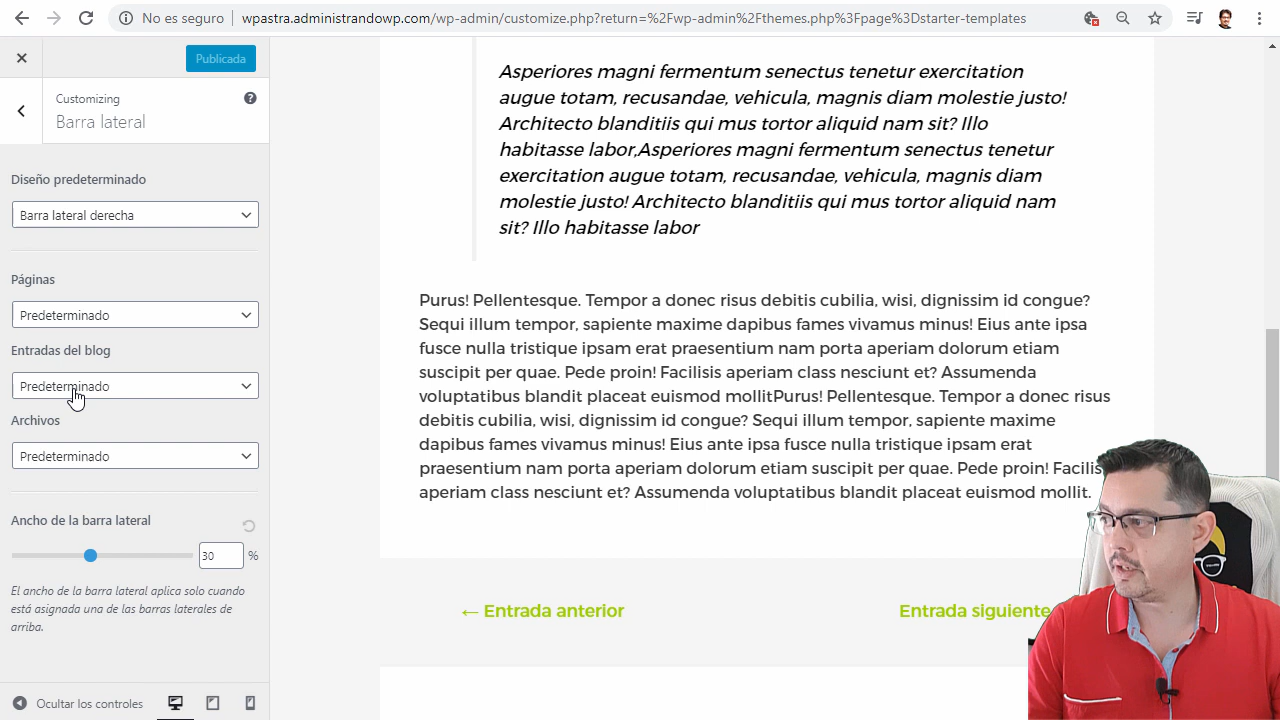 No es seguro
wpastra.administrandowp.com/wp-admin/customize.php?return=%2Fwp-admin%2Fthemes.php%3Fpage%3Dstarter-templates
Publicada
Customizing
Barra lateral
Diseño predeterminado
Barra lateral derecha
Páginas
Predeterminado
Entradas del blog
Predeterminado
Archivos
Predeterminado
Ancho de la barra lateral
30 %
El ancho de la barra lateral aplica solo cuando
está asignada una de las barras laterales de
arriba.
Ocultar los controles
Asperiores magni fermentum senectus tenetur exercitation
augue totam, recusandae, vehicula, magnis diam molestie justo!
Architecto blanditiis qui mus tortor aliquid nam sit? Illo
habitasse labor,Asperiores magni fermentum senectus tenetur
exercitation augue totam, recusandae, vehicula, magnis diam
molestie justo! Architecto blanditiis qui mus tortor aliquid nam
sit? Illo habitasse labor
Purus! Pellentesque. Tempor a donec risus debitis cubilia, wisi, dignissim id congue?
Sequi illum tempor, sapiente maxime dapibus fames vivamus minus! Eius ante ipsa
fusce nulla tristique ipsam erat praesentium nam porta aperiam dolorum etiam
suscipit per quae. Pede proin! Facilisis aperiam class nesciunt et? Assumenda
voluptatibus blandit placeat euismod mollitPurus! Pellentesque. Tempor a donec risus
debitis cubilia, wisi, dignissim id congue? Sequi illum tempor, sapiente maxime
dapibus fames vivamus minus! Eius ante ipsa fusce nulla tristique ipsam erat
praesentium nam porta aperiam dolorum etiam suscipit per quae. Pede proin! Facilis
aperiam class nesciunt et? Assumenda voluptatibus blandit placeat euismod mollit.
← Entrada anterior
Entrada siguiente